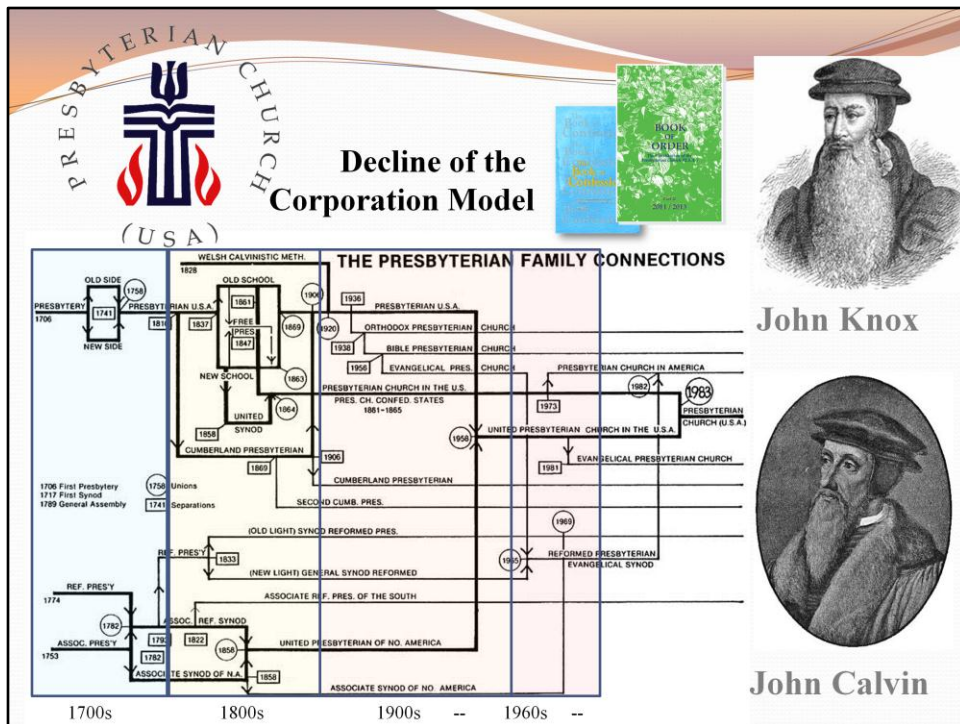 PRESBYTERIAN CHURCH
(USA)
Decline of the
Corporation Model
BOOK
OF
ORDER
2011 / 2013
John Knox
John Calvin
THE PRESBYTERIAN FAMILY CONNECTIONS
WELSH CALVINISTIC METH.
1828
OLD SIDE
1758
PRESBYTERY
1706
1741
NEW SIDE
PRESBYTERIAN U.S.A.
1810
1837
OLD SCHOOL
1861
FREE
PRES
1847
1869
1906
1920
NEW SCHOOL
1863
1864
UNITED
SYNOD
1858
CUMBERLAND PRESBYTERIAN
1869
1906
1936
PRESBYTERIAN U.S.A.
ORTHODOX PRESBYTERIAN CHURCH
1938
BIBLE PRESBYTERIAN CHURCH
1956
EVANGELICAL PRES. CHURCH
PRESBYTERIAN CHURCH IN AMERICA
PRESBYTERIAN CHURCH IN THE U.S.
1982
1983
PRES. CH. CONFED. STATES
1861-1865
1973
PRESBYTERIAN
CHURCH (U.S.A.)
1958
UNITED PRESBYTERIAN CHURCH IN THE U.S.A.
1981
EVANGELICAL PRESBYTERIAN CHURCH
CUMBERLAND PRESBYTERIAN
SECOND CUMB. PRES.
1706 First Presbytery
1717 First Synod
1789 General Assembly
1758 Unions
1741 Separations
(OLD LIGHT) SYNOD REFORMED PRES.
1969
REF. PRES'Y
1833
1965
REFORMED PRESBYTERIAN
EVANGELICAL SYNOD
(NEW LIGHT) GENERAL SYNOD REFORMED
REF. PRES'Y
1774
ASSOCIATE REF. PRES. OF THE SOUTH
1782
ASSOC. REF. SYNOD
1793
1822
1858
UNITED PRESBYTERIAN OF NO. AMERICA
ASSOC. PRES'Y
1753
1782
ASSOCIATE SYNOD OF N.A.
1858
ASSOCIATE SYNOD OF NO. AMERICA
1700s 1800s 1900s -- 1960s --